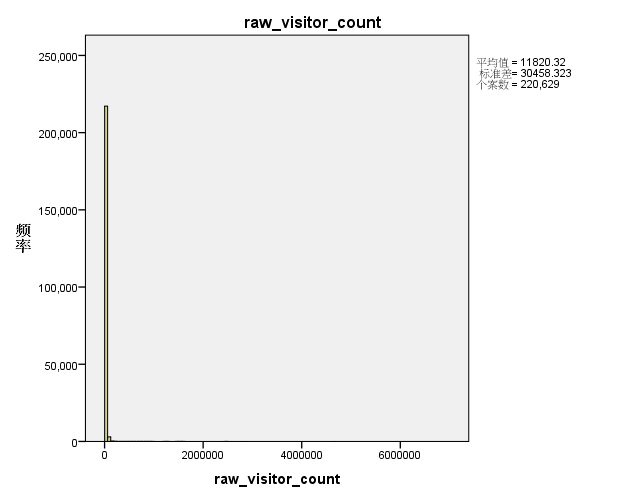 raw_visitor_count
平均值 = 11820.32
标准差= 30458.323
个案数 = 220,629
250,000
200,000
150,000
频率
100,000
50,000
0
0 2000000 4000000 6000000
raw_visitor_count